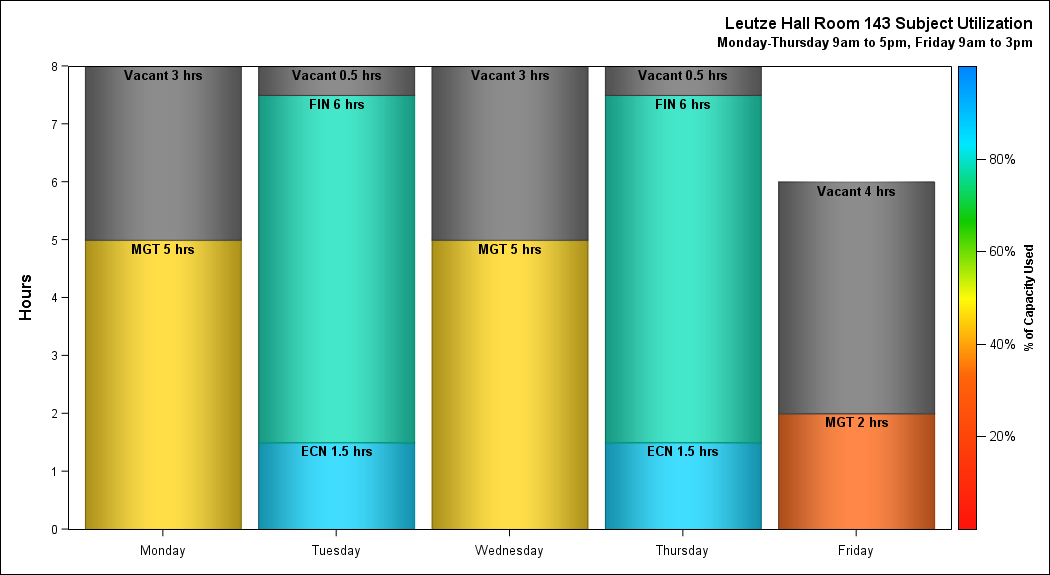 Leutze Hall Room 143 Subject Utilization
Monday-Thursday 9am to 5pm, Friday 9am to 3pm
Hours
8
7
6
5
4
3
2
1
0
Vacant 3 hrs
MGT 5 hrs
Vacant 0.5 hrs
FIN 6 hrs
ECN 1.5 hrs
Vacant 3 hrs
MGT 5 hrs
Vacant 0.5 hrs
FIN 6 hrs
ECN 1.5 hrs
Vacant 4 hrs
MGT 2 hrs
Monday
Tuesday
Wednesday
Thursday
Friday
80%
60%
40%
20%
% of Capacity Used